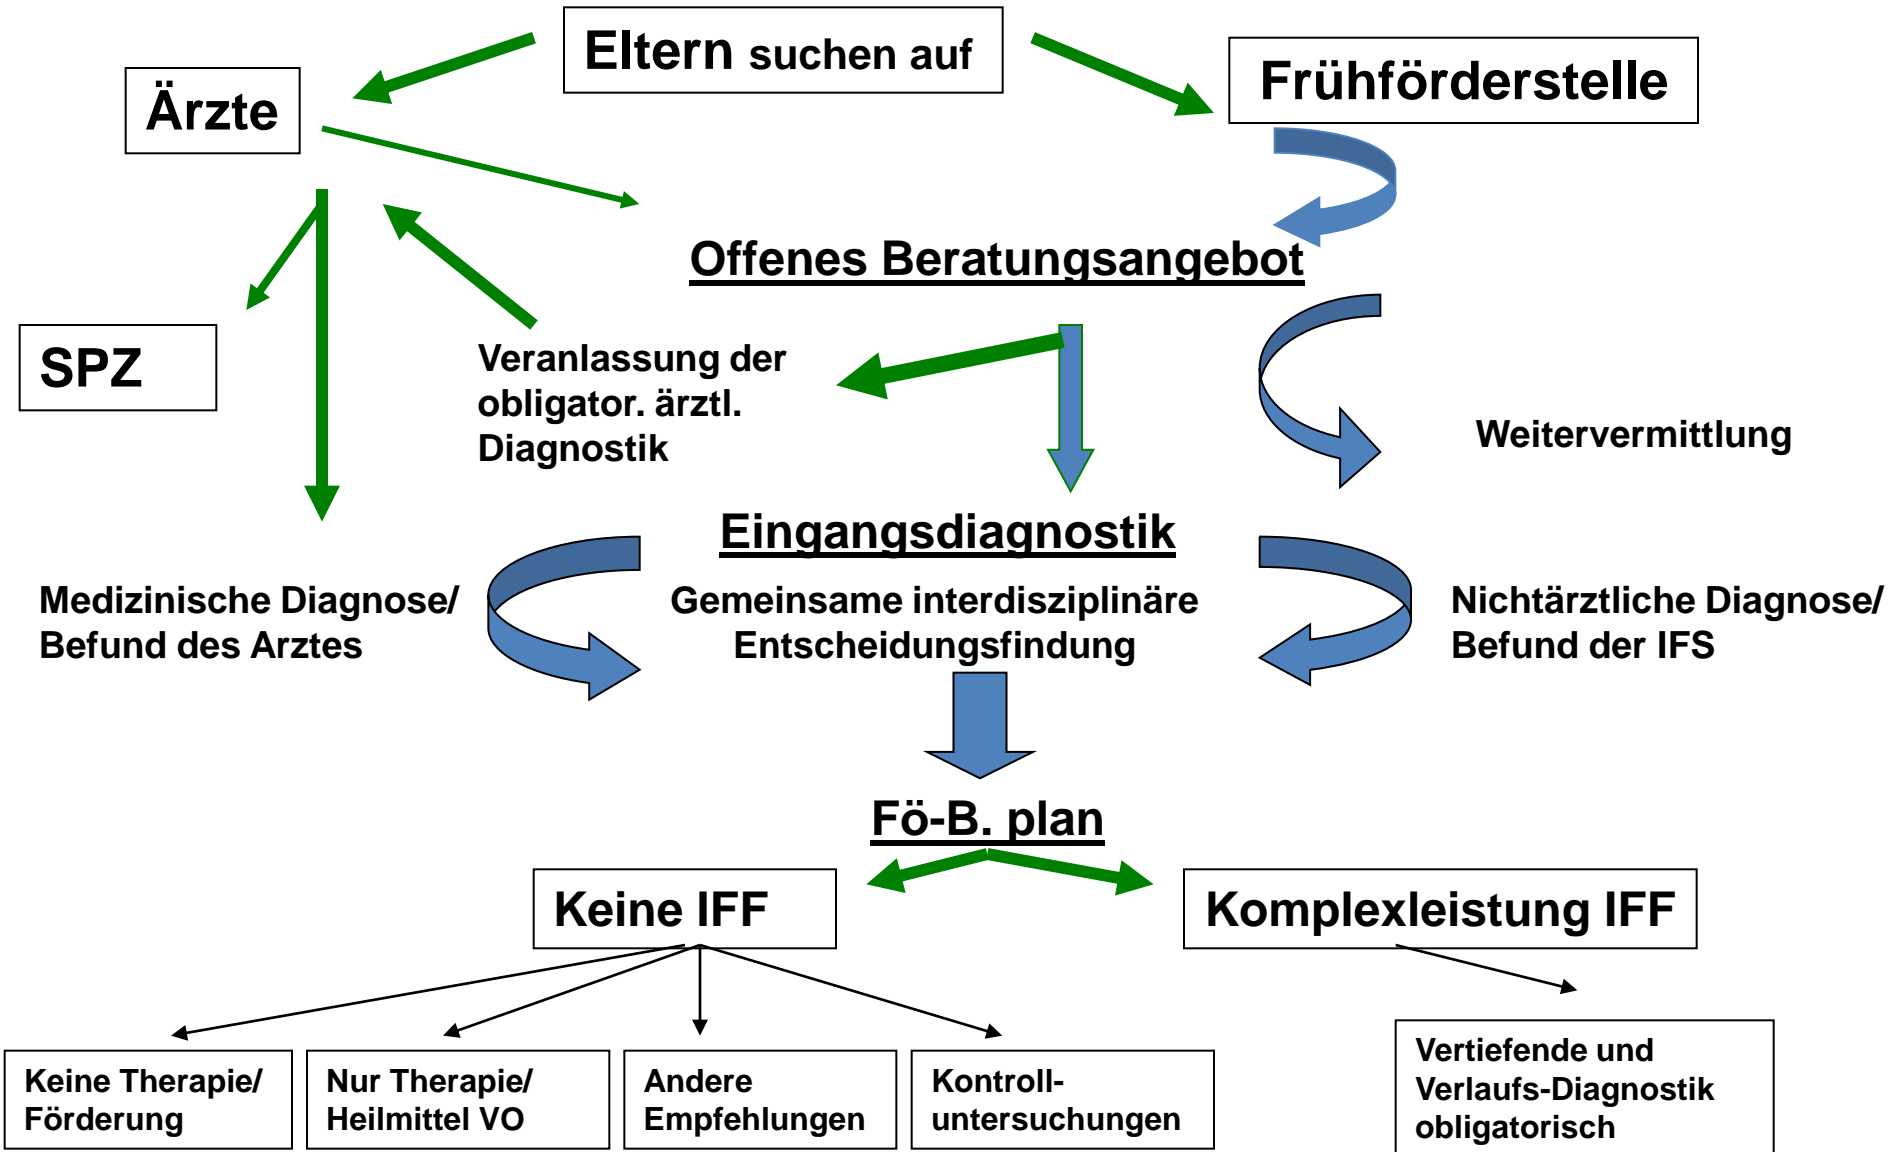 Eltern suchen auf
Frühförderstelle
Ärzte
Offenes Beratungsangebot
SPZ
Veranlassung der
obligator. ärztl.
Diagnostik
Weitervermittlung
Eingangsdiagnostik
Medizinische Diagnose/
Befund des Arztes
Gemeinsame interdisziplinäre
Entscheidungsfindung
Nichtärztliche Diagnose/
Befund der IFS
Fö-B. plan
Keine IFF
Komplexleistung IFF
Keine Therapie/
Förderung
Nur Therapie/
Heilmittel VO
Andere
Empfehlungen
Kontroll-
untersuchungen
Vertiefende und
Verlaufs-Diagnostik
obligatorisch